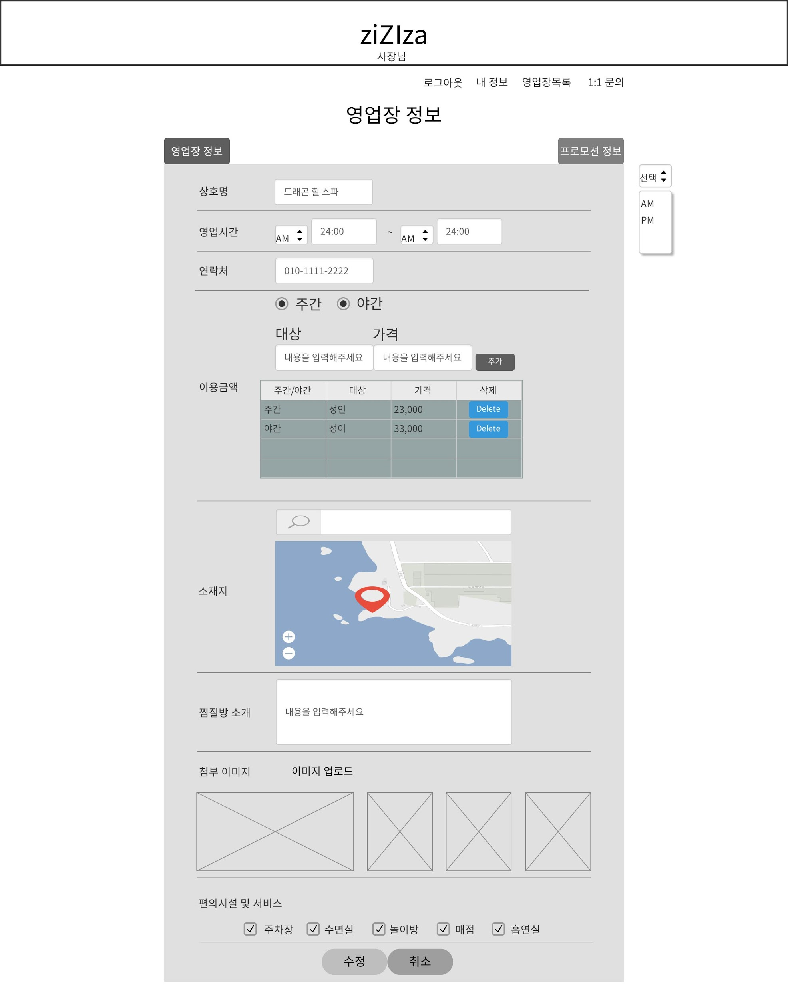 ziZIza
사장님
로그아웃 내 정보 영업장목록 1:1 문의
영업장 정보
영업장 정보 프로모션 정보
선택
AM
PM
상호명 드래곤 힐 스파
영업시간 AM 24:00 ~ AM 24:00
연락처 010-1111-2222
주간 야간
대상 가격
내용을 입력해주세요 내용을 입력해주세요 추가
이용금액
주간/야간 대상 가격 삭제
주간 성인 23,000 Delete
야간 성이 33,000 Delete
소재지
찜질방 소개 내용을 입력해주세요
첨부 이미지 이미지 업로드
편의시설 및 서비스
주차장 수면실 놀이방 매점 흡연실
수정 취소